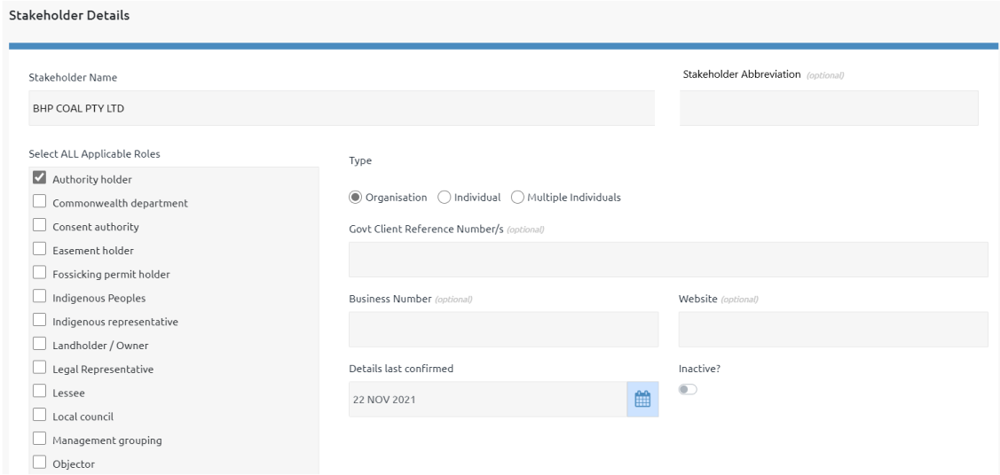 Stakeholder Details
Stakeholder Name
Stakeholder Abbreviation (optional)
BHP COAL PTY LTD
Select ALL Applicable Roles
Authority holder
Commonwealth department
Consent authority
Easement holder
Fossicking permit holder
Indigenous Peoples
Indigenous representative
Landholder / Owner
Legal Representative
Lessee
Local council
Management grouping
Objector
Type
Organisation Individual Multiple Individuals
Govt Client Reference Number/s (optional)
Business Number (optional)
Website (optional)
Details last confirmed
Inactive?
22 NOV 2021